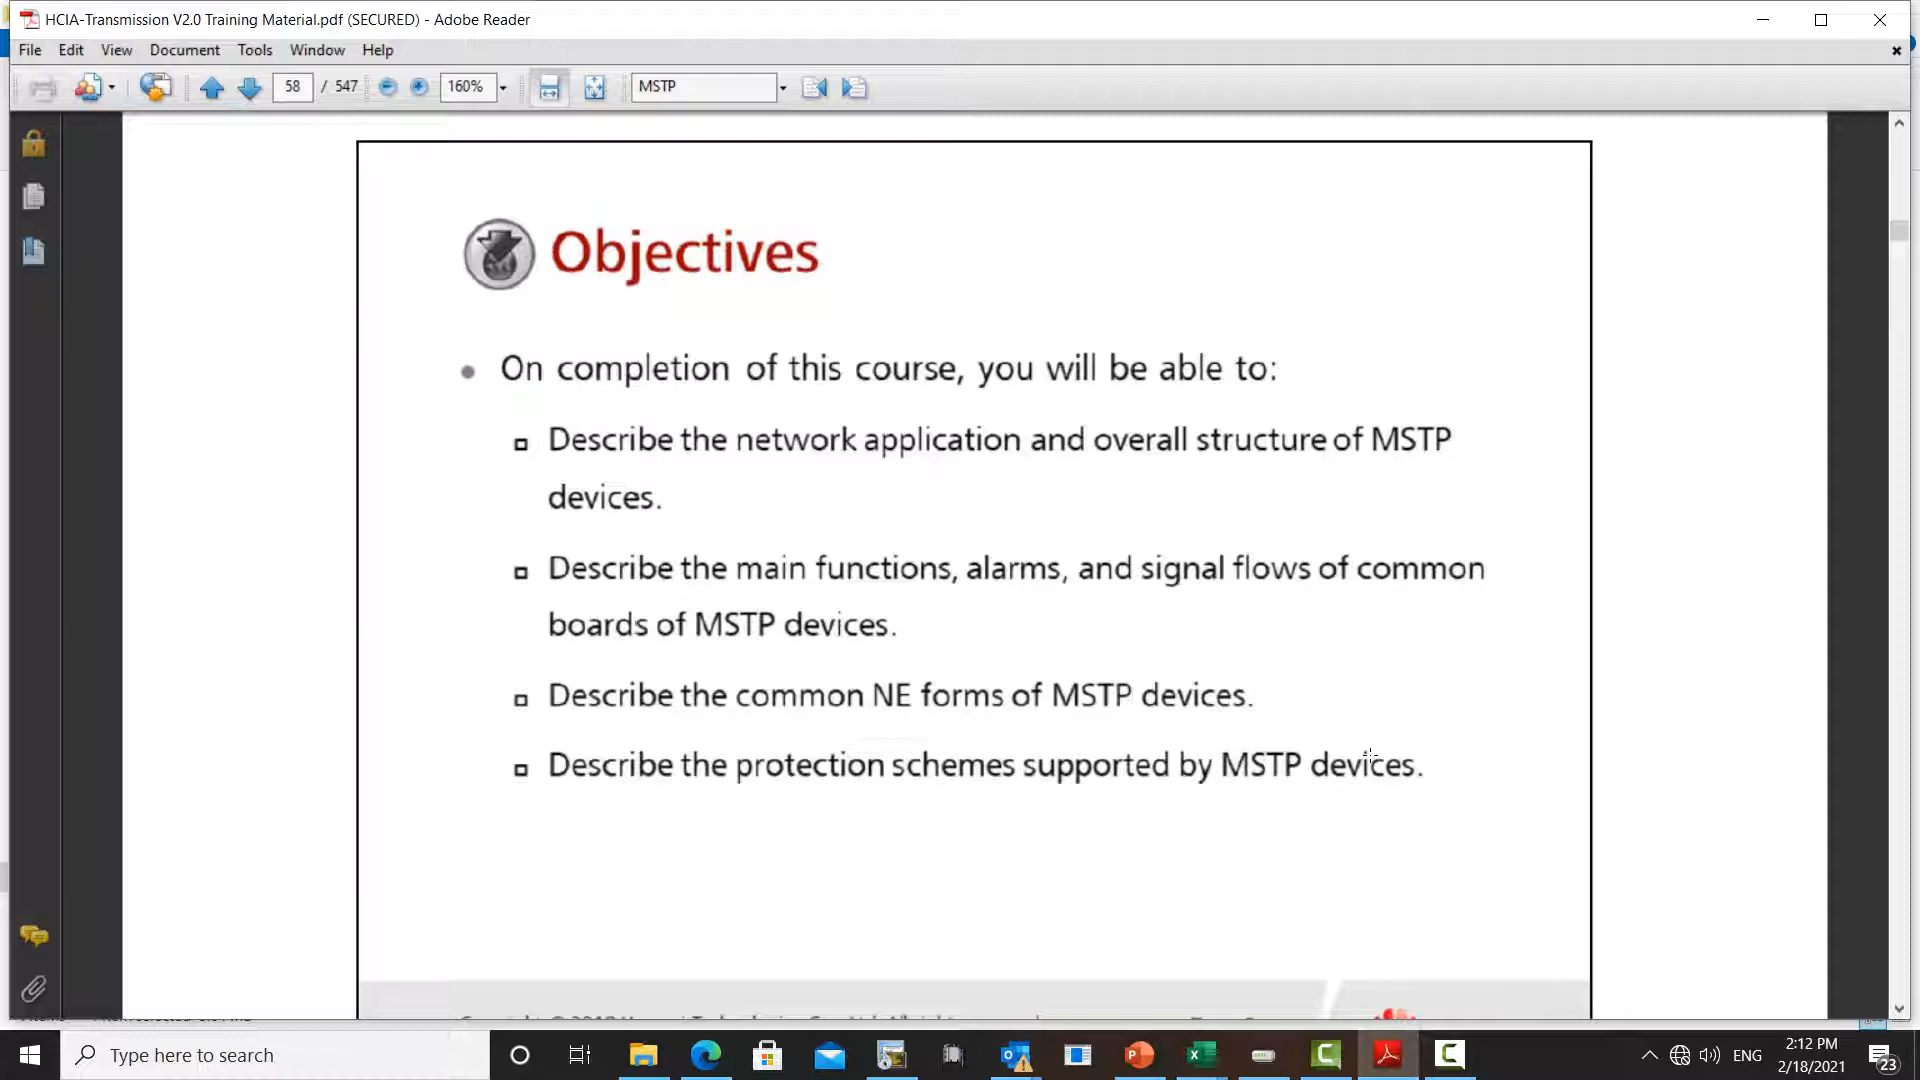 HCIA-Transmission V2.0 Training Material.pdf (SECURED) - Adobe Reader
File Edit View Document Tools Window Help
58 / 547 160% MSTP
Objectives
On completion of this course, you will be able to:
Describe the network application and overall structure of MSTP
devices.
Describe the main functions, alarms, and signal flows of common
boards of MSTP devices.
Describe the common NE forms of MSTP devices.
Describe the protection schemes supported by MSTP devices.
Type here to search
ENG
2:12 PM
2/18/2021
23